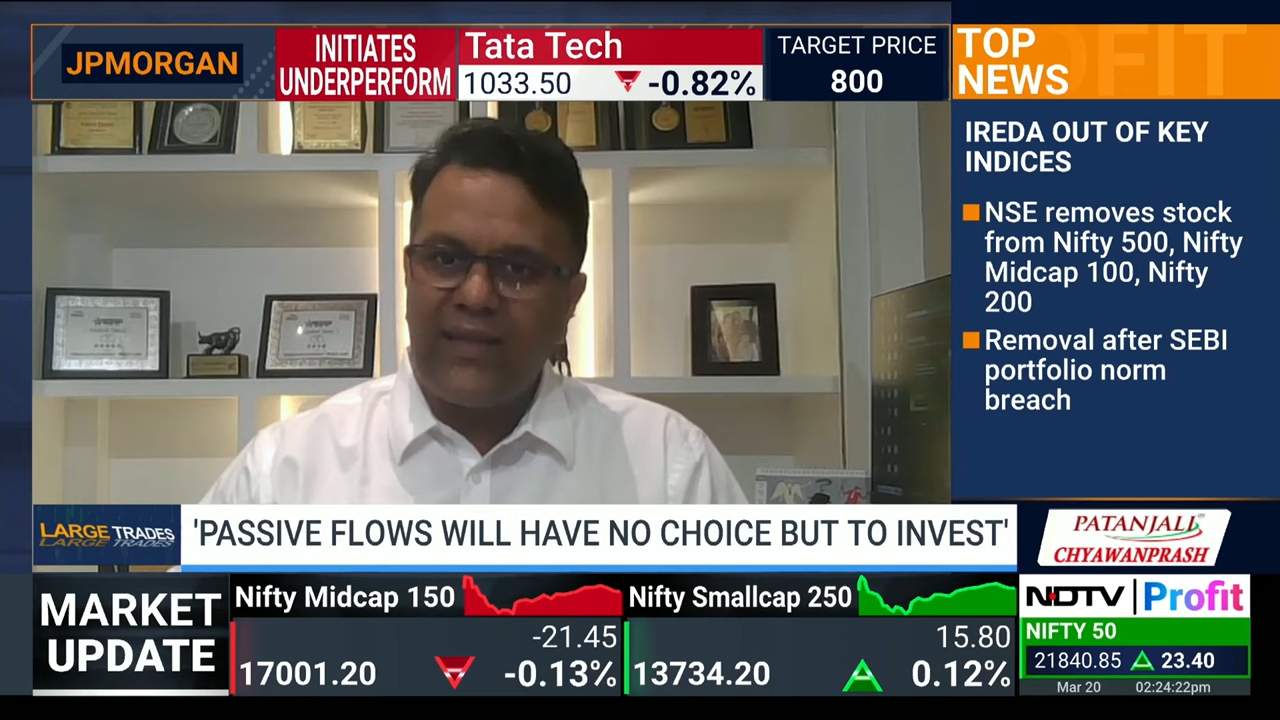 JPMORGAN
INITIATES
UNDERPERFORM
Tata Tech
1033.50 ▼ -0.82%
TARGET PRICE
800
TOP
NEWS
IREDA OUT OF KEY
INDICES
NSE removes stock
from Nifty 500, Nifty
Midcap 100, Nifty
200
Removal after SEBI
portfolio norm
breach
LARGE TRADES
'PASSIVE FLOWS WILL HAVE NO CHOICE BUT TO INVEST'
PATANJALI
CHYAWANPRASH
MARKET
UPDATE
Nifty Midcap 150
-21.45
17001.20 ▼ -0.13%
Nifty Smallcap 250
15.80
13734.20 ▲ 0.12%
NDTV Profit
NIFTY 50
21840.85 ▲ 23.40
Mar 20 02:24:22pm